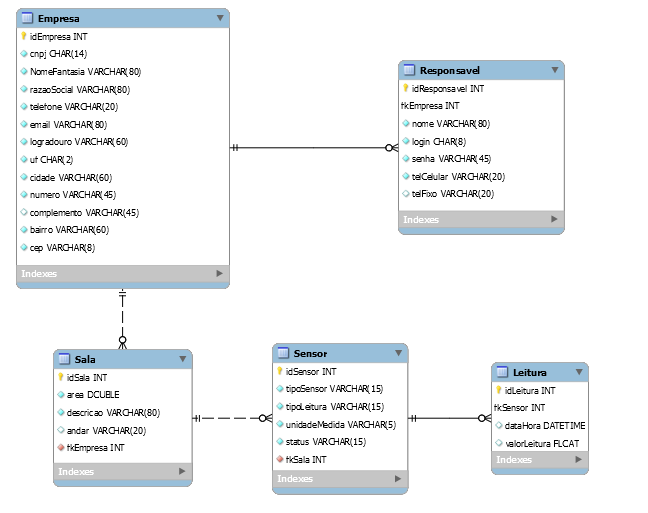 Empresa
idEmpresa INT
cnpj CHAR(14)
NomeFantasia VARCHAR(80)
razaoSocial VARCHAR(80)
telefone VARCHAR(20)
email VARCHAR(80)
logradouro VARCHAR(60)
uf CHAR(2)
cidade VARCHAR(60)
numero VARCHAR(45)
complemento VARCHAR(45)
bairro VARCHAR(60)
cep VARCHAR(8)
Indexes
Responsavel
idResponsavel INT
fkEmpresa INT
nome VARCHAR(80)
login CHAR(8)
senha VARCHAR(45)
telCelular VARCHAR(20)
telFixo VARCHAR(20)
Indexes
Sala
idSala INT
area DOUBLE
descricao VARCHAR(80)
andar VARCHAR(20)
fkEmpresa INT
Indexes
Sensor
idSensor INT
tipoSensor VARCHAR(15)
tipoLeitura VARCHAR(15)
unidadeMedida VARCHAR(5)
status VARCHAR(15)
fkSala INT
Indexes
Leitura
idLeitura INT
fkSensor INT
dataHora DATETIME
valorLeitura FLOAT
Indexes